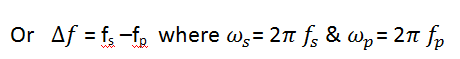 Or Δf = fₛ –fₚ where ωₛ= 2π fₛ & ωₚ= 2π fₚ